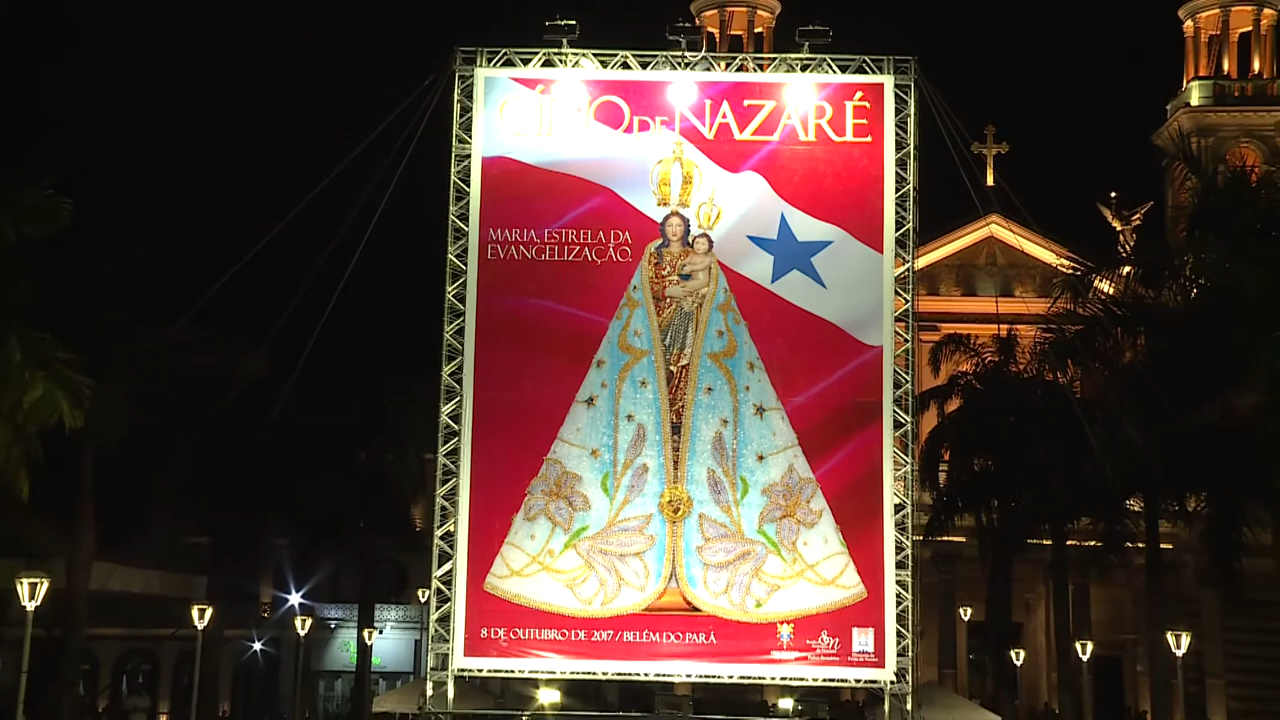 CÍRIO DE NAZARÉ
MARIA, ESTRELA DA
EVANGELIZAÇÃO.
8 DE OUTUBRO DE 2017 / BELÉM DO PARÁ